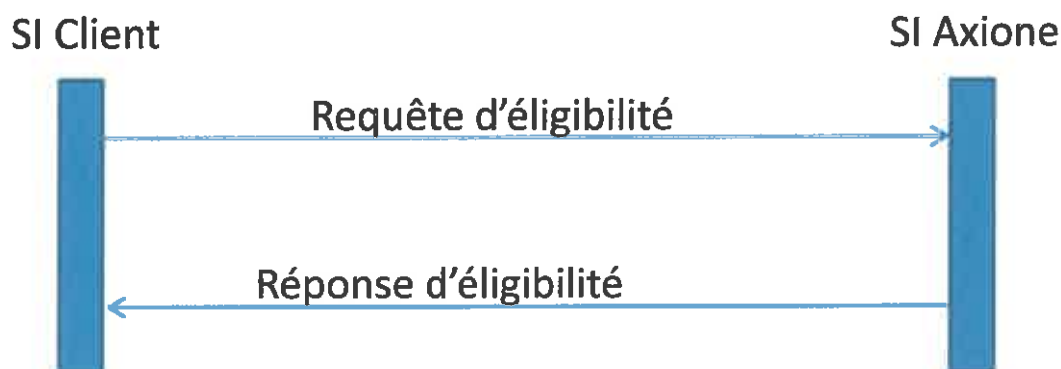 SI Client
SI Axione
Requête d'éligibilité
Réponse d'éligibilité